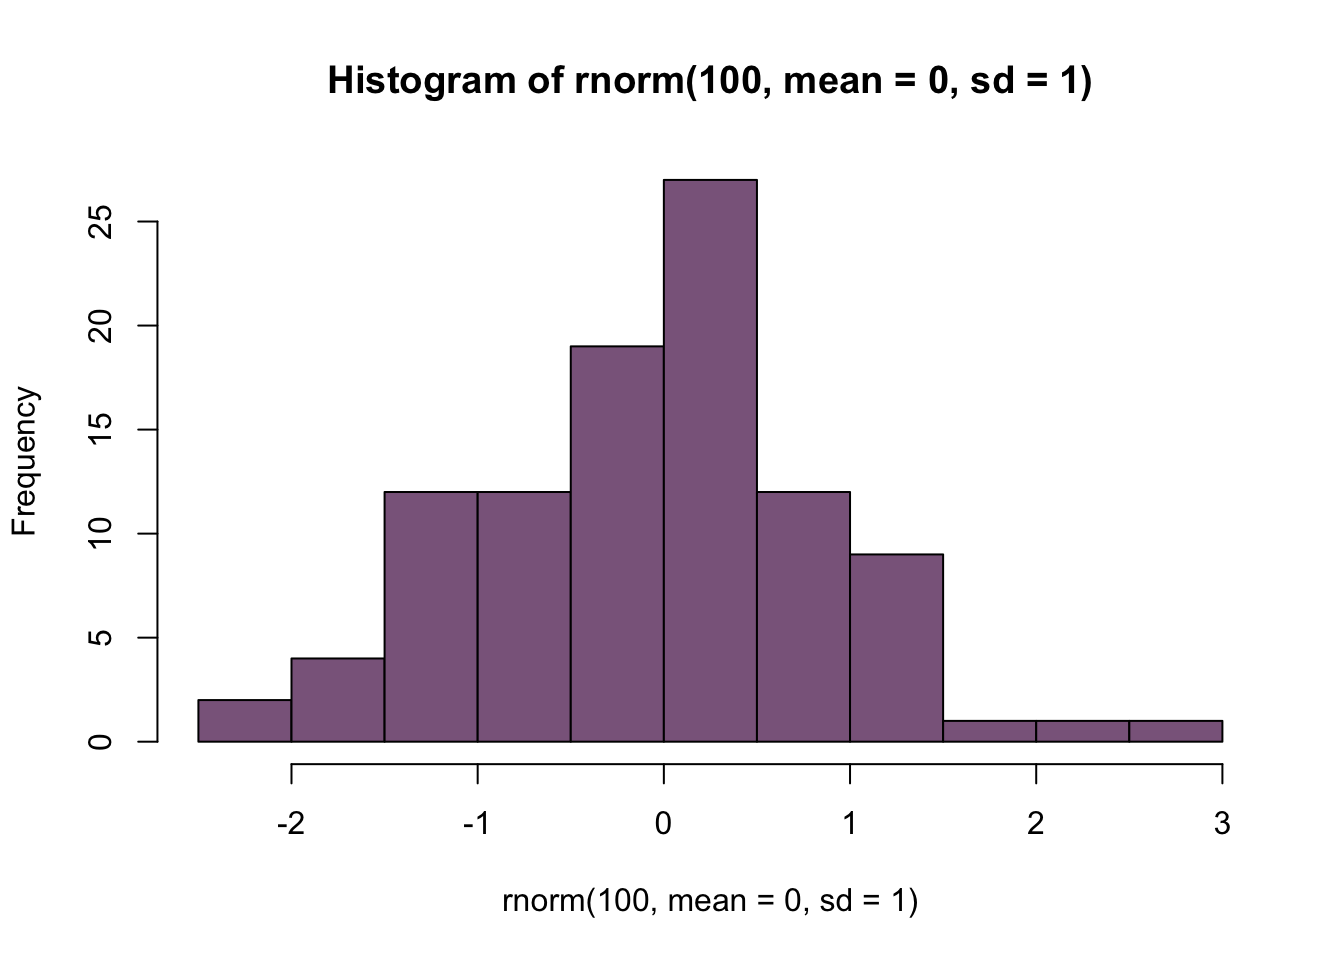 Histogram of rnorm(100, mean = 0, sd = 1)
Frequency
25
20
15
10
5
0
-2 -1 0 1 2 3
rnorm(100, mean = 0, sd = 1)